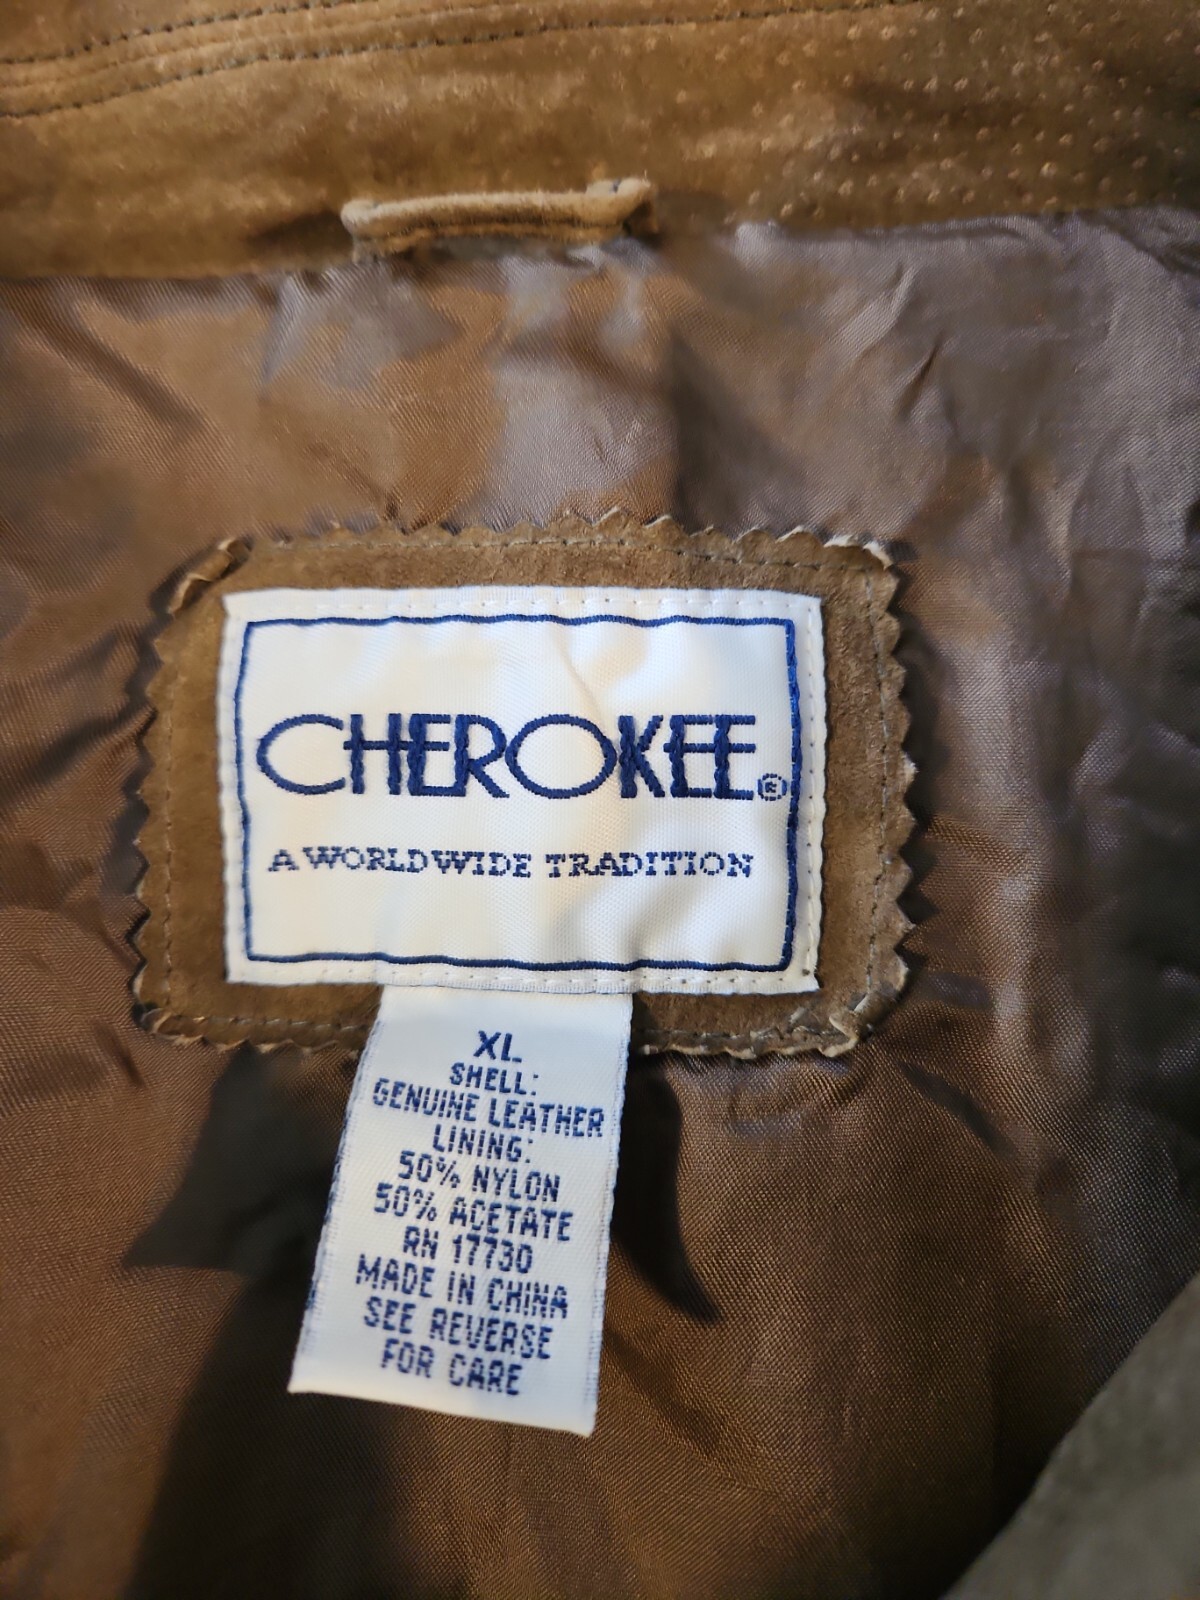 CHEROKEE®
A WORLDWIDE TRADITION
XL
SHELL:
GENUINE LEATHER
LINING:
50% NYLON
50% ACETATE
RN 17730
MADE IN CHINA
SEE REVERSE
FOR CARE